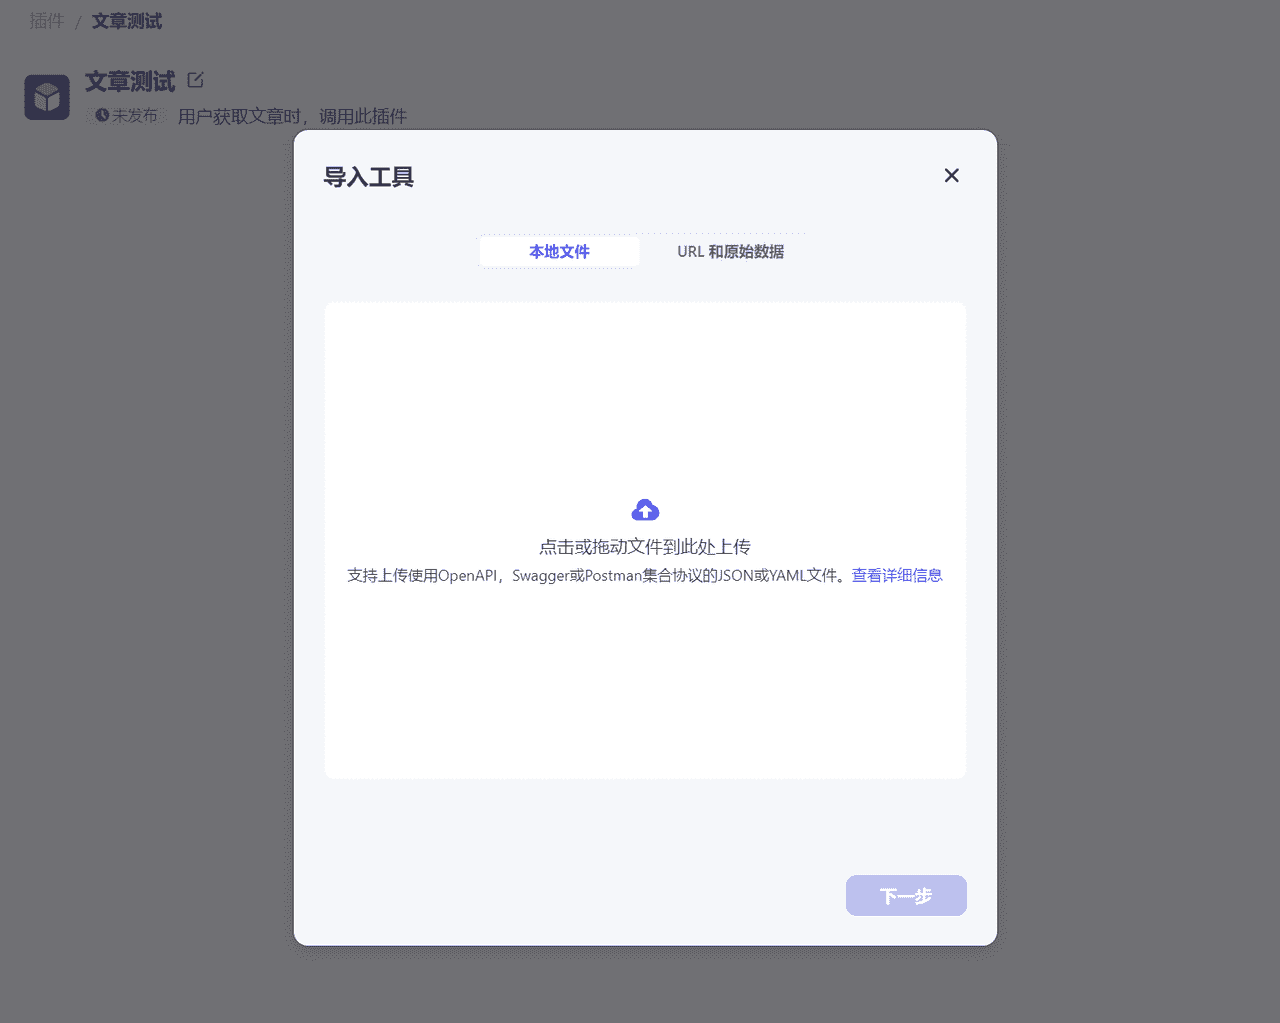 插件 / 文章测试
文章测试
未发布 用户获取文章时，调用此插件
导入工具
本地文件 URL 和原始数据
点击或拖动文件到此处上传
支持上传使用OpenAPI，Swagger或Postman集合协议的JSON或YAML文件。查看详细信息
下一步